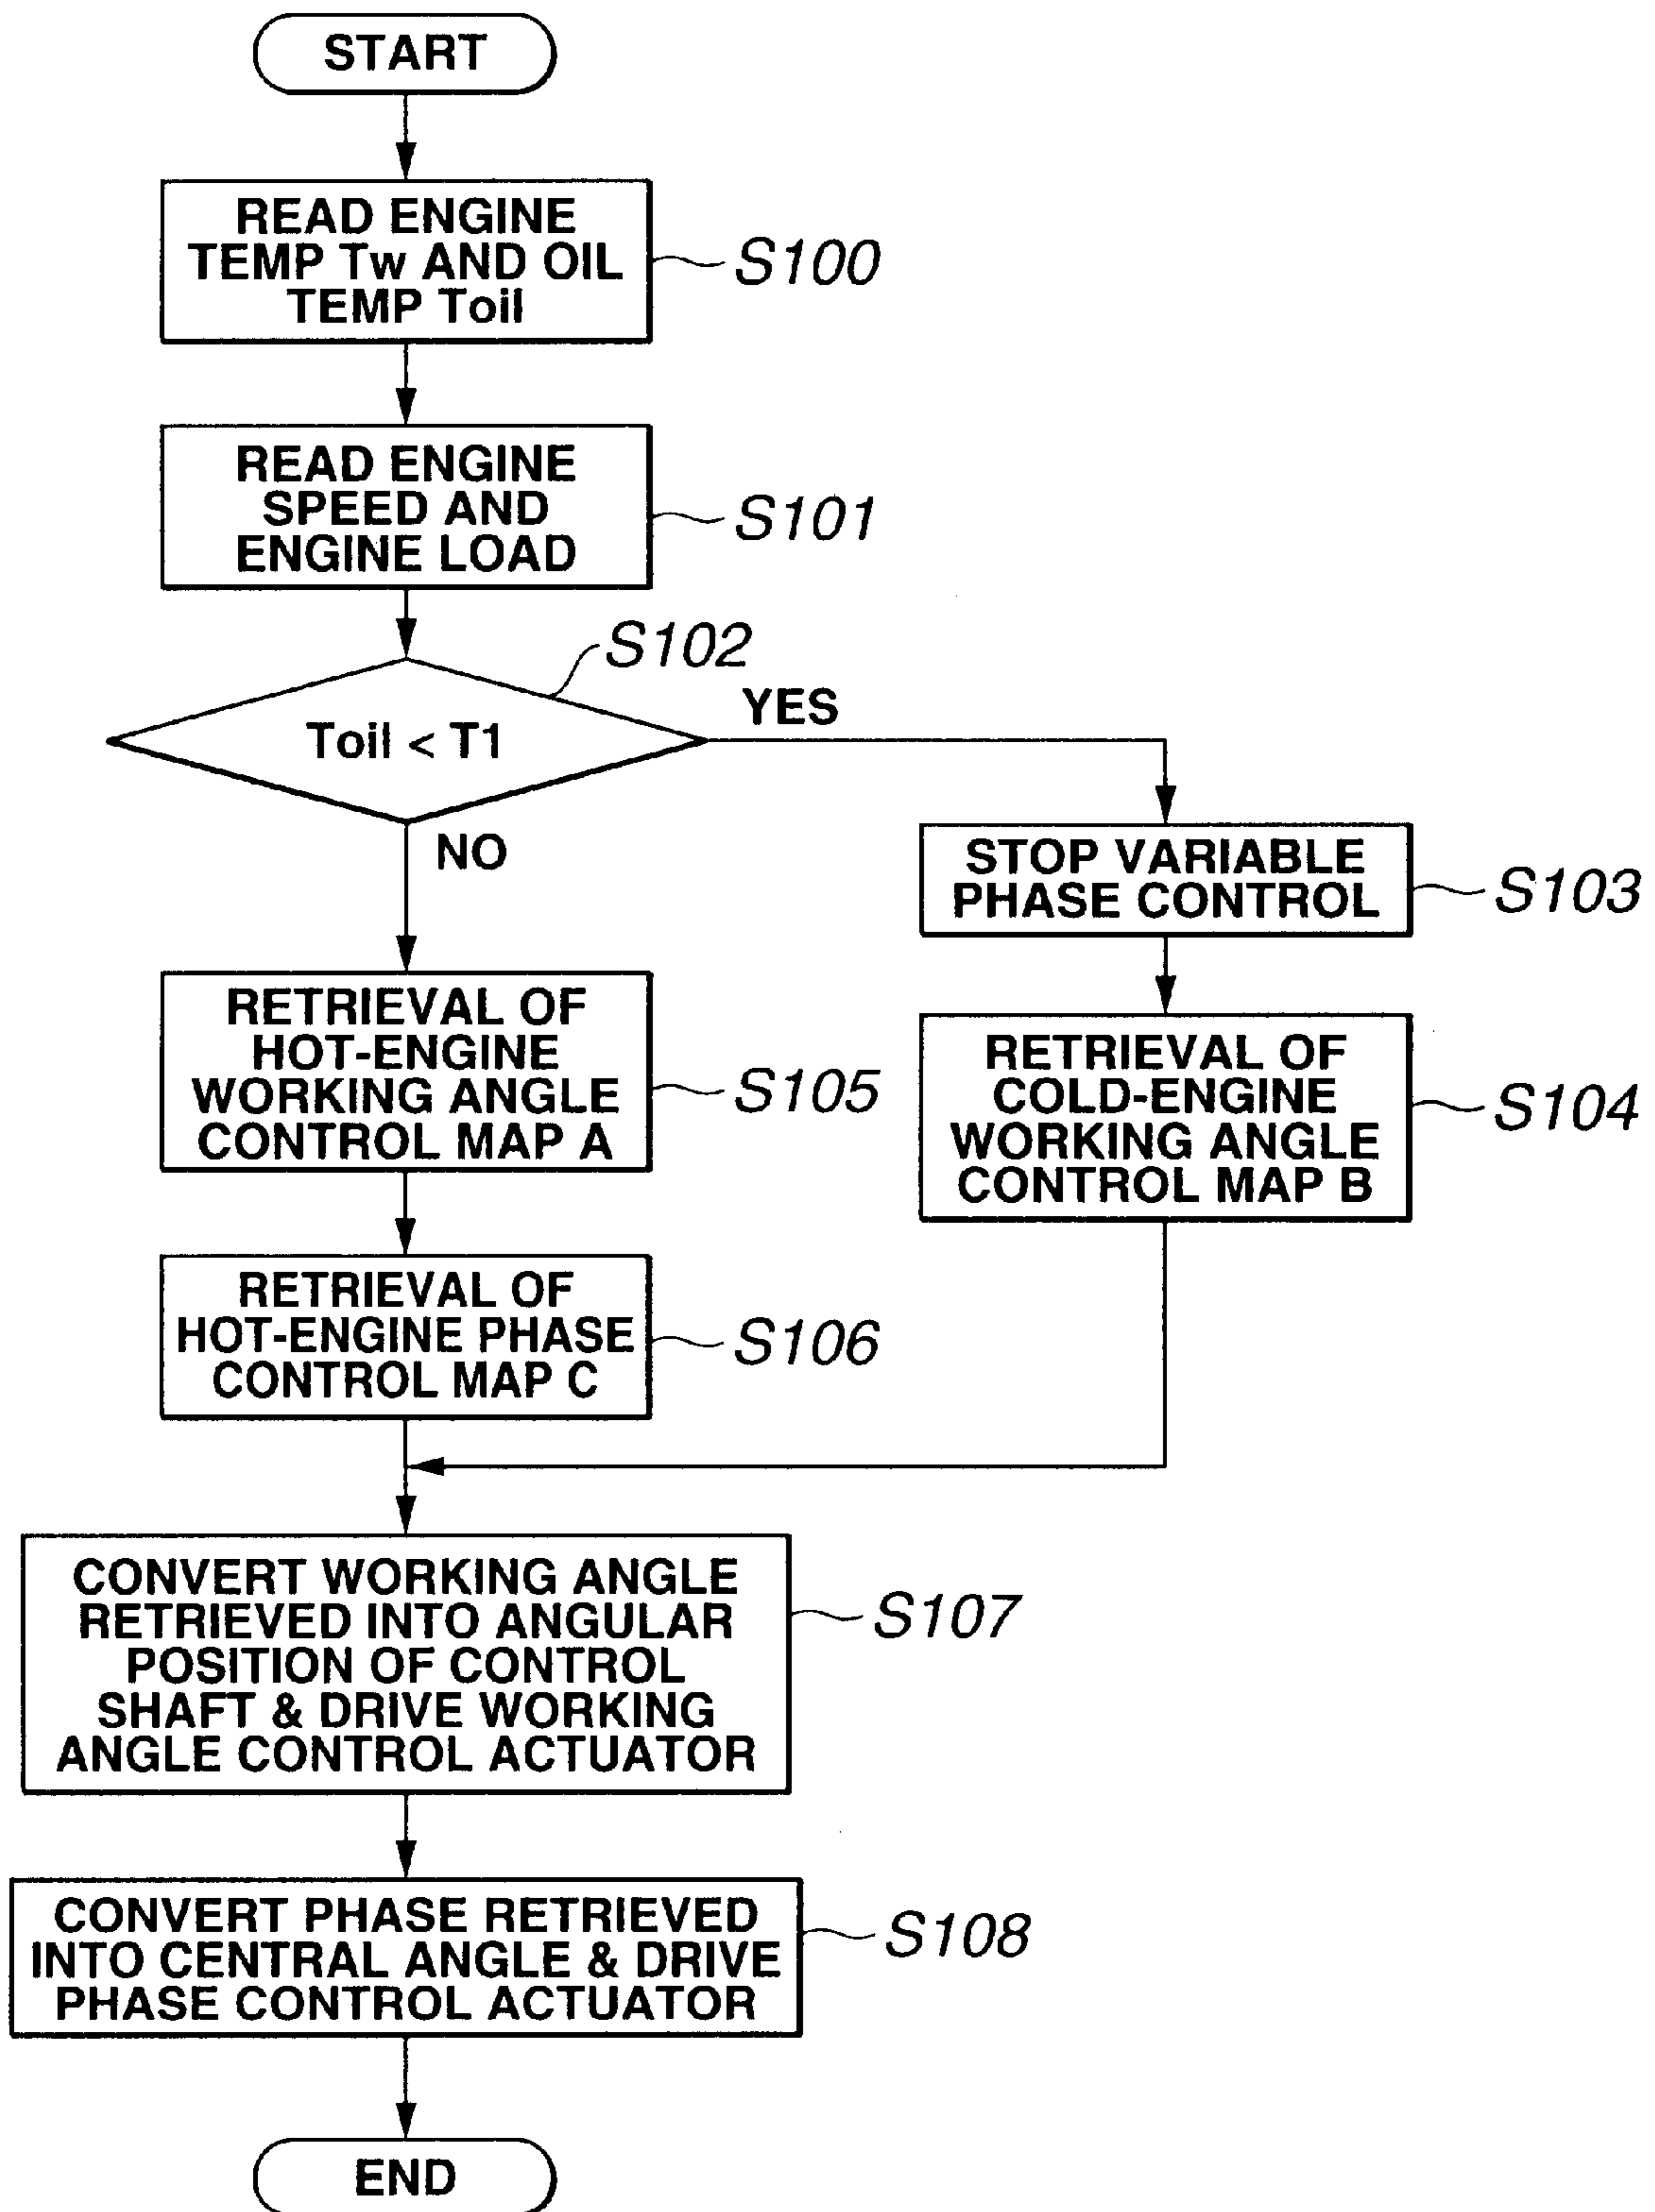 START
READ ENGINE
TEMP Tw AND OIL
TEMP Toil
S100
READ ENGINE
SPEED AND
ENGINE LOAD
S101
S102
Toil < T1
YES
NO
STOP VARIABLE
PHASE CONTROL
S103
RETRIEVAL OF
HOT-ENGINE
WORKING ANGLE
CONTROL MAP A
S105
RETRIEVAL OF
COLD-ENGINE
WORKING ANGLE
CONTROL MAP B
S104
RETRIEVAL OF
HOT-ENGINE PHASE
CONTROL MAP C
S106
CONVERT WORKING ANGLE
RETRIEVED INTO ANGULAR
POSITION OF CONTROL
SHAFT & DRIVE WORKING
ANGLE CONTROL ACTUATOR
S107
CONVERT PHASE RETRIEVED
INTO CENTRAL ANGLE & DRIVE
PHASE CONTROL ACTUATOR
S108
END